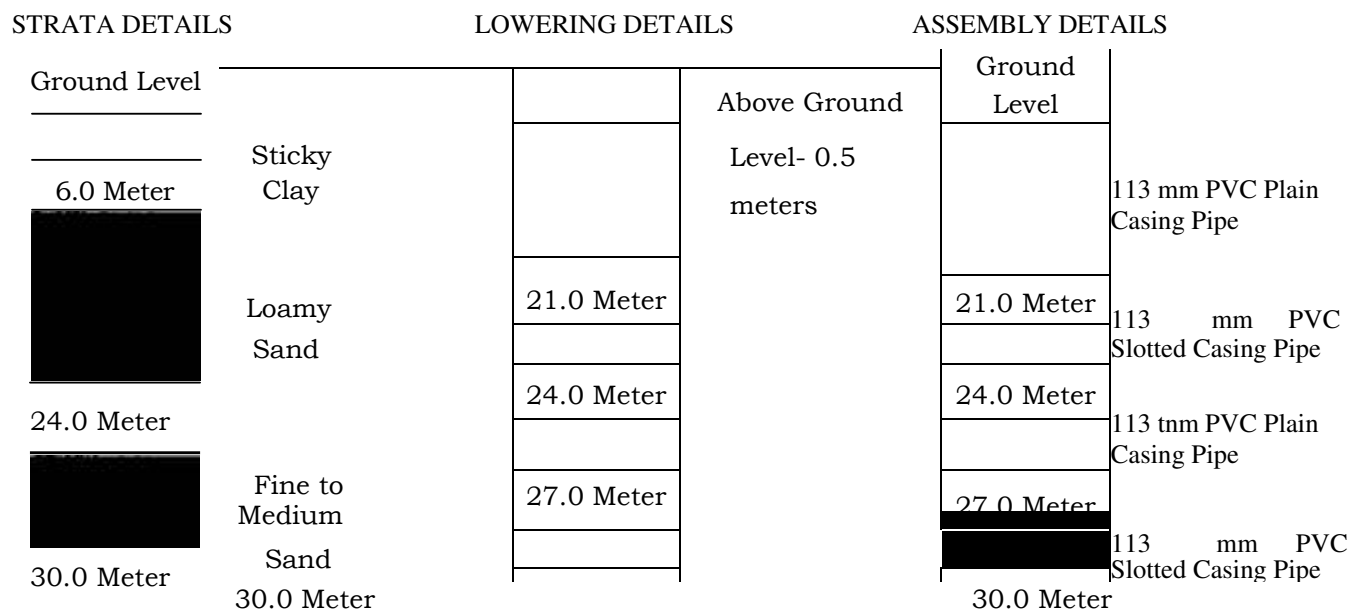 STRATA DETAILS LOWERING DETAILS ASSEMBLY DETAILS
Ground Level
6.0 Meter
24.0 Meter
30.0 Meter
Sticky
Clay
Loamy
Sand
Fine to
Medium
Sand
30.0 Meter
21.0 Meter
24.0 Meter
27.0 Meter
Above Ground
Level- 0.5
meters
Ground
Level
21.0 Meter
24.0 Meter
27.0 Meter
30.0 Meter
113 mm PVC Plain
Casing Pipe
113 mm PVC
Slotted Casing Pipe
113 tnm PVC Plain
Casing Pipe
113 mm PVC
Slotted Casing Pipe